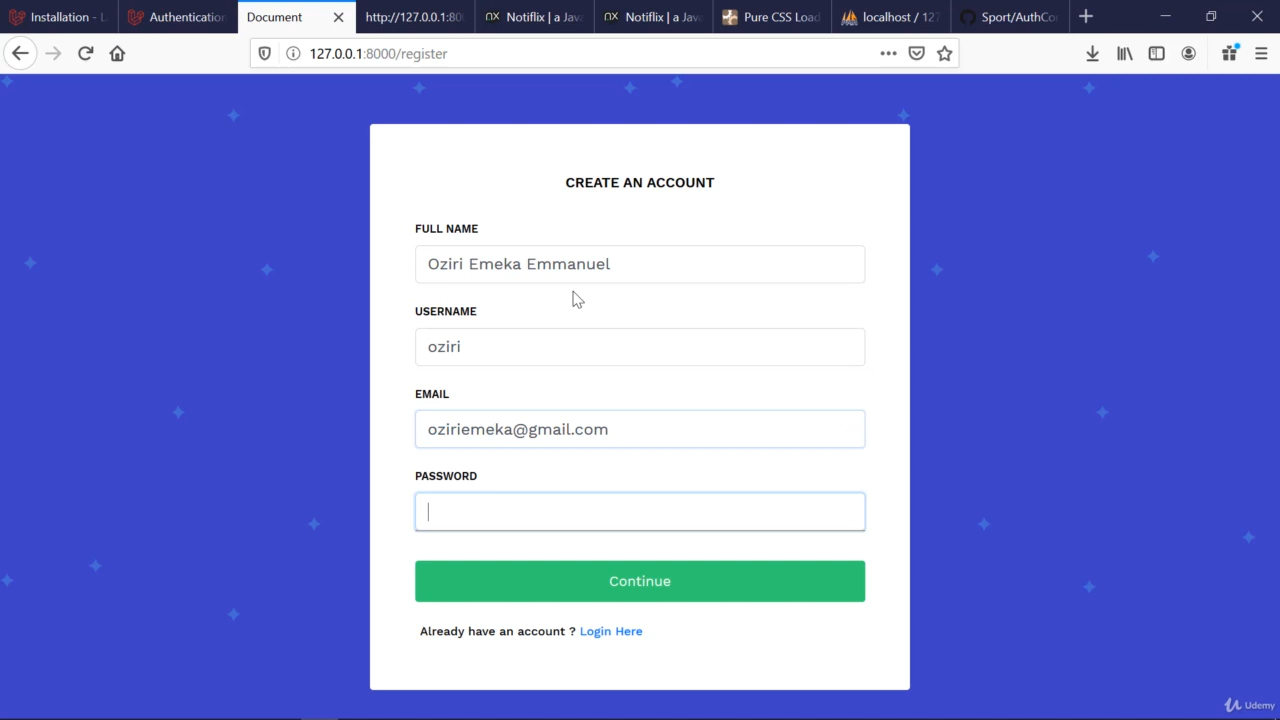 Installation - L
Authentication
Document
http://127.0.0.1:80
Notiflix | a Jav
Notiflix | a Jav
Pure CSS Load
localhost / 127
Sport/AuthCo
127.0.0.1:8000/register
CREATE AN ACCOUNT
FULL NAME
Oziri Emeka Emmanuel
USERNAME
oziri
EMAIL
oziriemeka@gmail.com
PASSWORD
Continue
Already have an account ? Login Here
Udemy